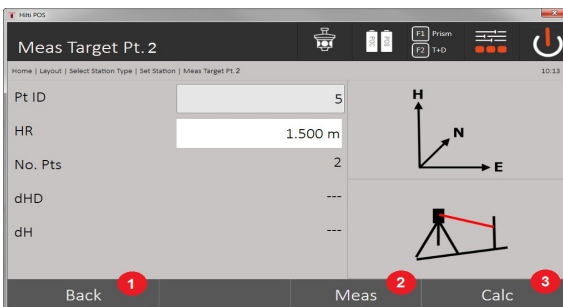 Hilti POS
Meas Target Pt. 2
POC
POS
F1 Prism
F2 T+D
Home | Layout | Select Station Type | Set Station | Meas Target Pt. 2
10:13
Pt ID
5
HR
1.500 m
No. Pts
2
dHD
---
dH
---
H
N
E
1
2
3
Back
Meas
Calc